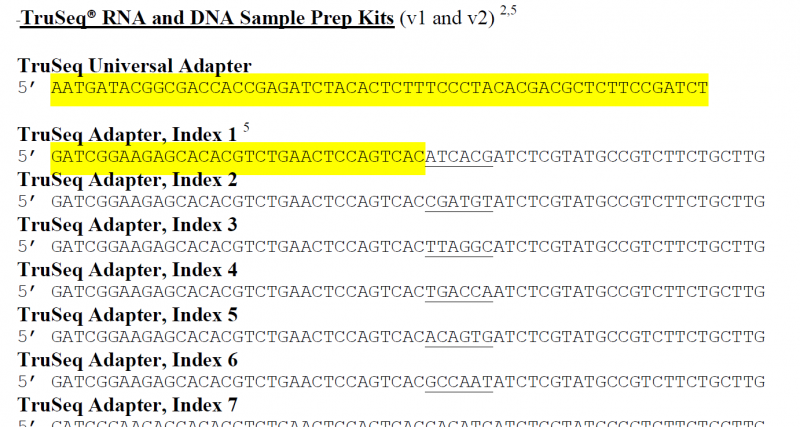 -TruSeq® RNA and DNA Sample Prep Kits (v1 and v2) 2,5
TruSeq Universal Adapter
5′ AATGATACGGCGACCACCGAGATCTACACTCTTTCCCTACACGACGCTCTTCCGATCT
TruSeq Adapter, Index 1 5
5′ GATCGGAAGAGCACACGTCTGAACTCCAGTCACATCACGATCTCGTATGCCGTCTTCTGCTTG
TruSeq Adapter, Index 2
5′ GATCGGAAGAGCACACGTCTGAACTCCAGTCACCGATGTATCTCGTATGCCGTCTTCTGCTTG
TruSeq Adapter, Index 3
5′ GATCGGAAGAGCACACGTCTGAACTCCAGTCACTTAGGCATCTCGTATGCCGTCTTCTGCTTG
TruSeq Adapter, Index 4
5′ GATCGGAAGAGCACACGTCTGAACTCCAGTCACTGACCAATCTCGTATGCCGTCTTCTGCTTG
TruSeq Adapter, Index 5
5′ GATCGGAAGAGCACACGTCTGAACTCCAGTCACACAGTGATCTCGTATGCCGTCTTCTGCTTG
TruSeq Adapter, Index 6
5′ GATCGGAAGAGCACACGTCTGAACTCCAGTCACGCCAATATCTCGTATGCCGTCTTCTGCTTG
TruSeq Adapter, Index 7